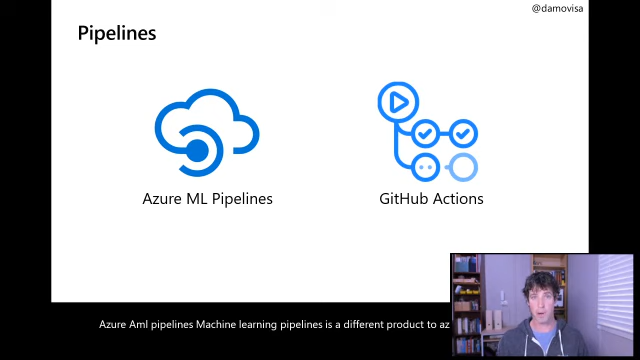 @damovisa
Pipelines
Azure ML Pipelines
GitHub Actions
Azure Aml pipelines Machine learning pipelines is a different product to az